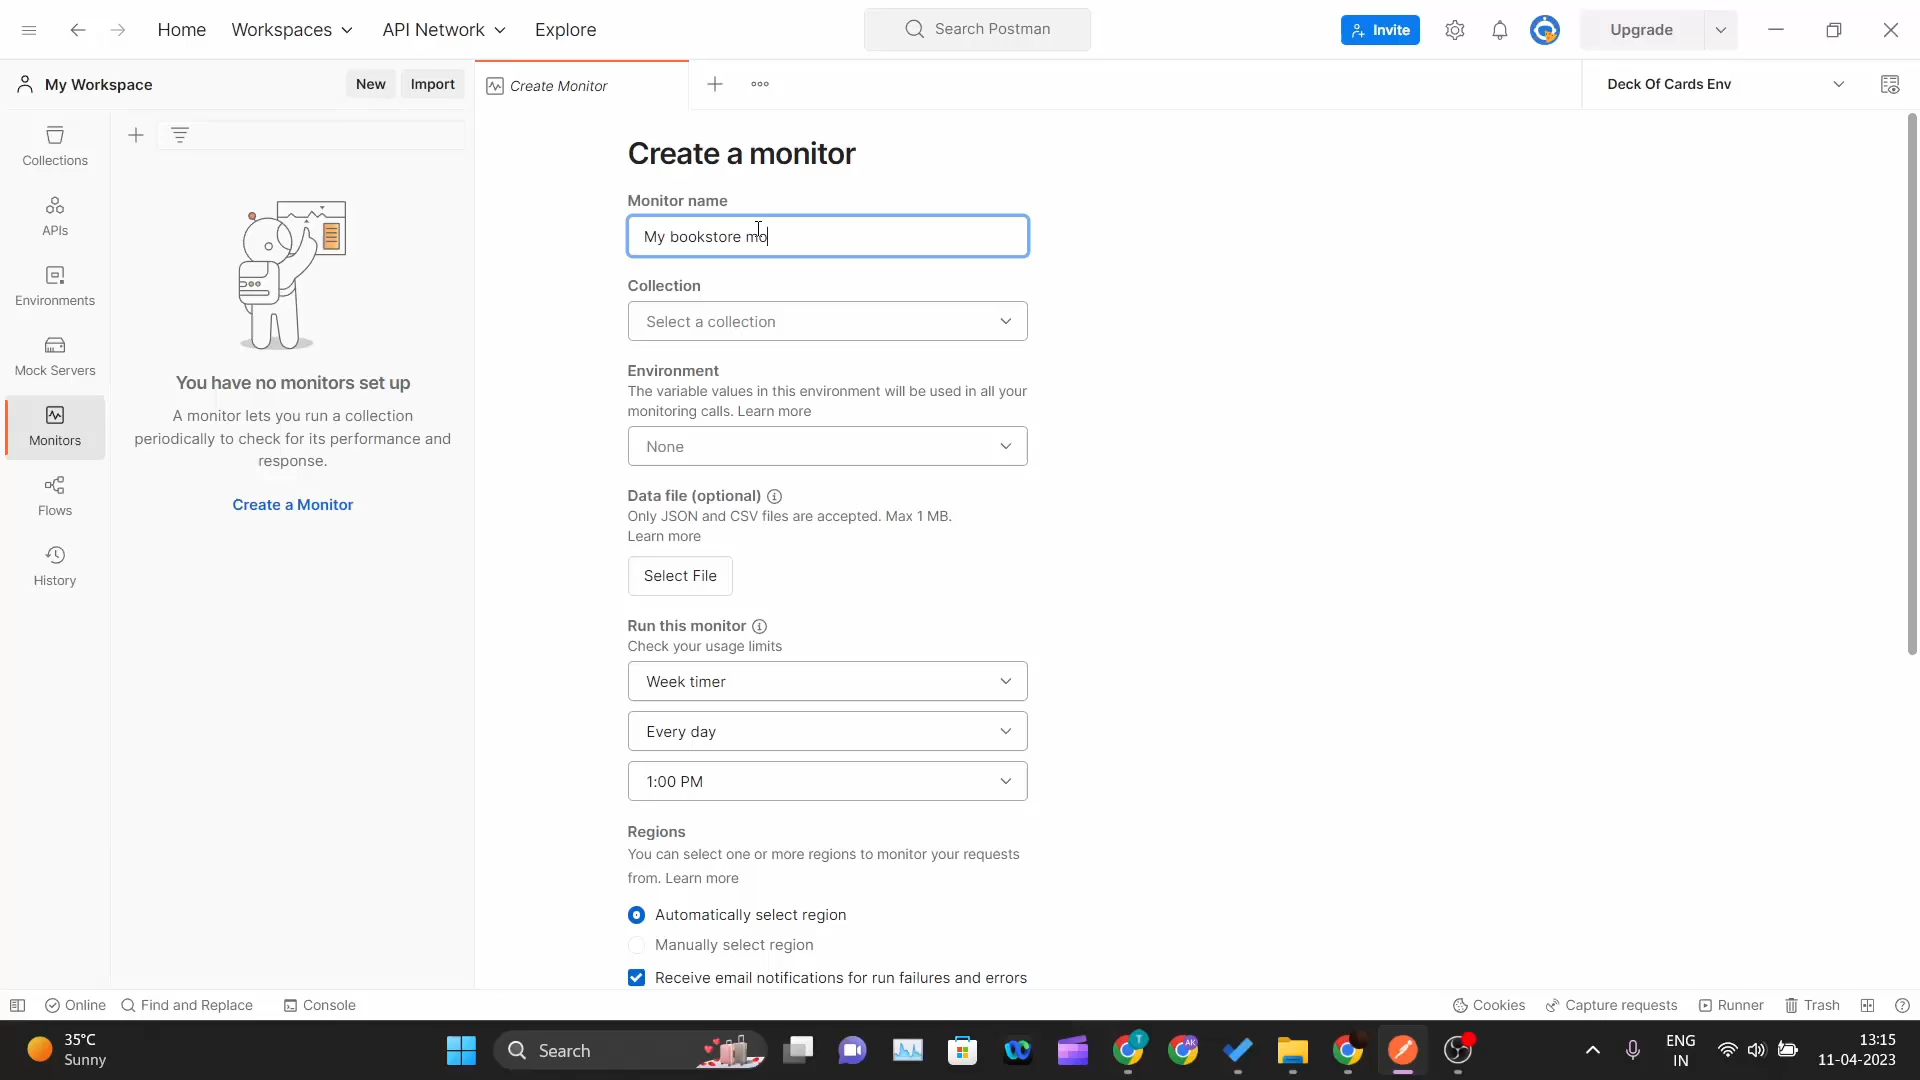 Home
Workspaces
API Network
Explore
Search Postman
Invite
Upgrade
My Workspace
New
Import
Create Monitor
Deck Of Cards Env
Collections
APIs
Environments
Mock Servers
Monitors
Flows
History
You have no monitors set up
A monitor lets you run a collection
periodically to check for its performance and
response.
Create a Monitor
Create a monitor
Monitor name
My bookstore mo
Collection
Select a collection
Environment
The variable values in this environment will be used in all your
monitoring calls. Learn more
None
Data file (optional)
Only JSON and CSV files are accepted. Max 1 MB.
Learn more
Select File
Run this monitor
Check your usage limits
Week timer
Every day
1:00 PM
Regions
You can select one or more regions to monitor your requests
from. Learn more
Automatically select region
Manually select region
Receive email notifications for run failures and errors
Online
Find and Replace
Console
Cookies
Capture requests
Runner
Trash
35°C
Sunny
Search
T
AK
ENG
IN
13:15
11-04-2023